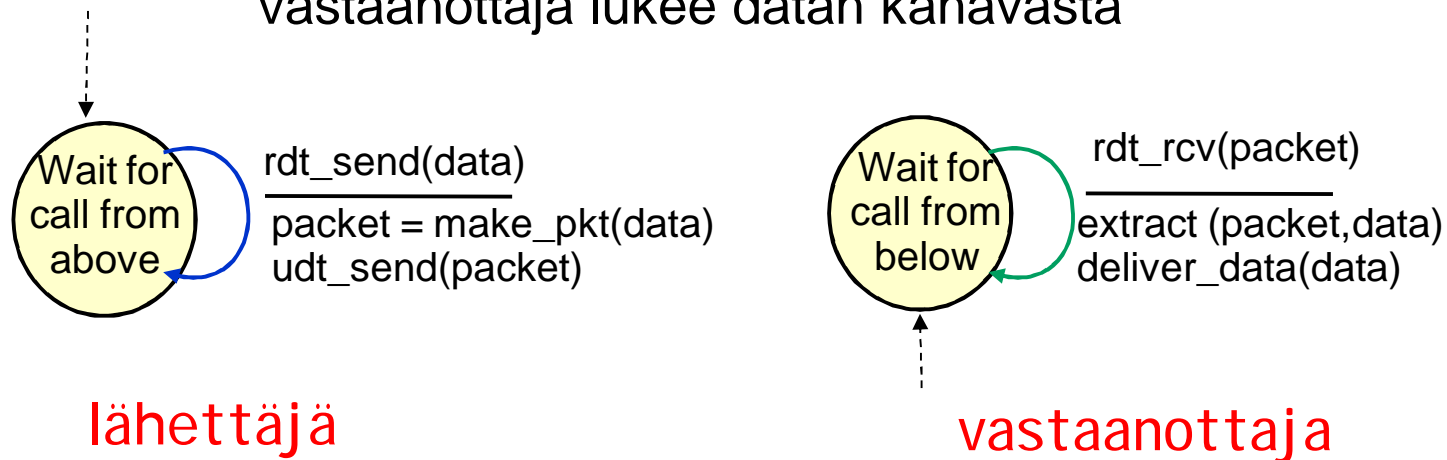 vastaanottaja lukee datan kanavasta
Wait for
call from
above
rdt_send(data)
packet = make_pkt(data)
udt_send(packet)
Wait for
call from
below
rdt_rcv(packet)
extract (packet,data)
deliver_data(data)
lähettäjä
vastaanottaja